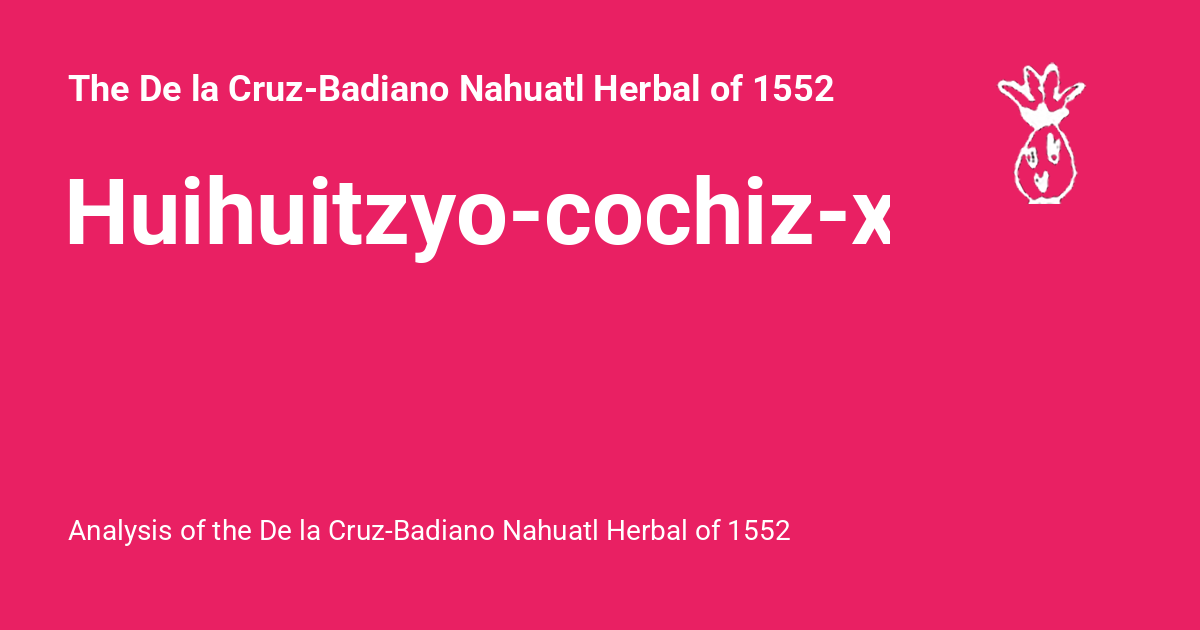 The De la Cruz-Badiano Nahuatl Herbal of 1552
Huihuitzyo-cochiz-x
Analysis of the De la Cruz-Badiano Nahuatl Herbal of 1552